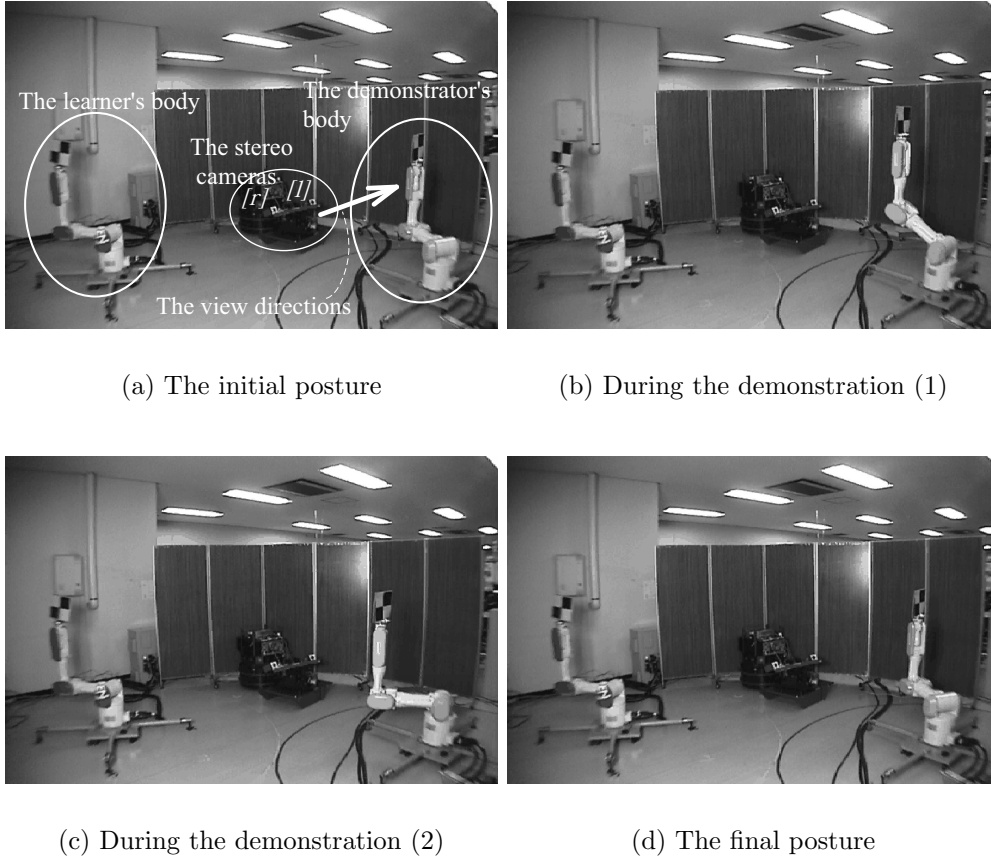 The learner's body
The demonstrator's
body
The stereo
cameras
[r] [l]
The view directions
(a) The initial posture
(b) During the demonstration (1)
(c) During the demonstration (2)
(d) The final posture